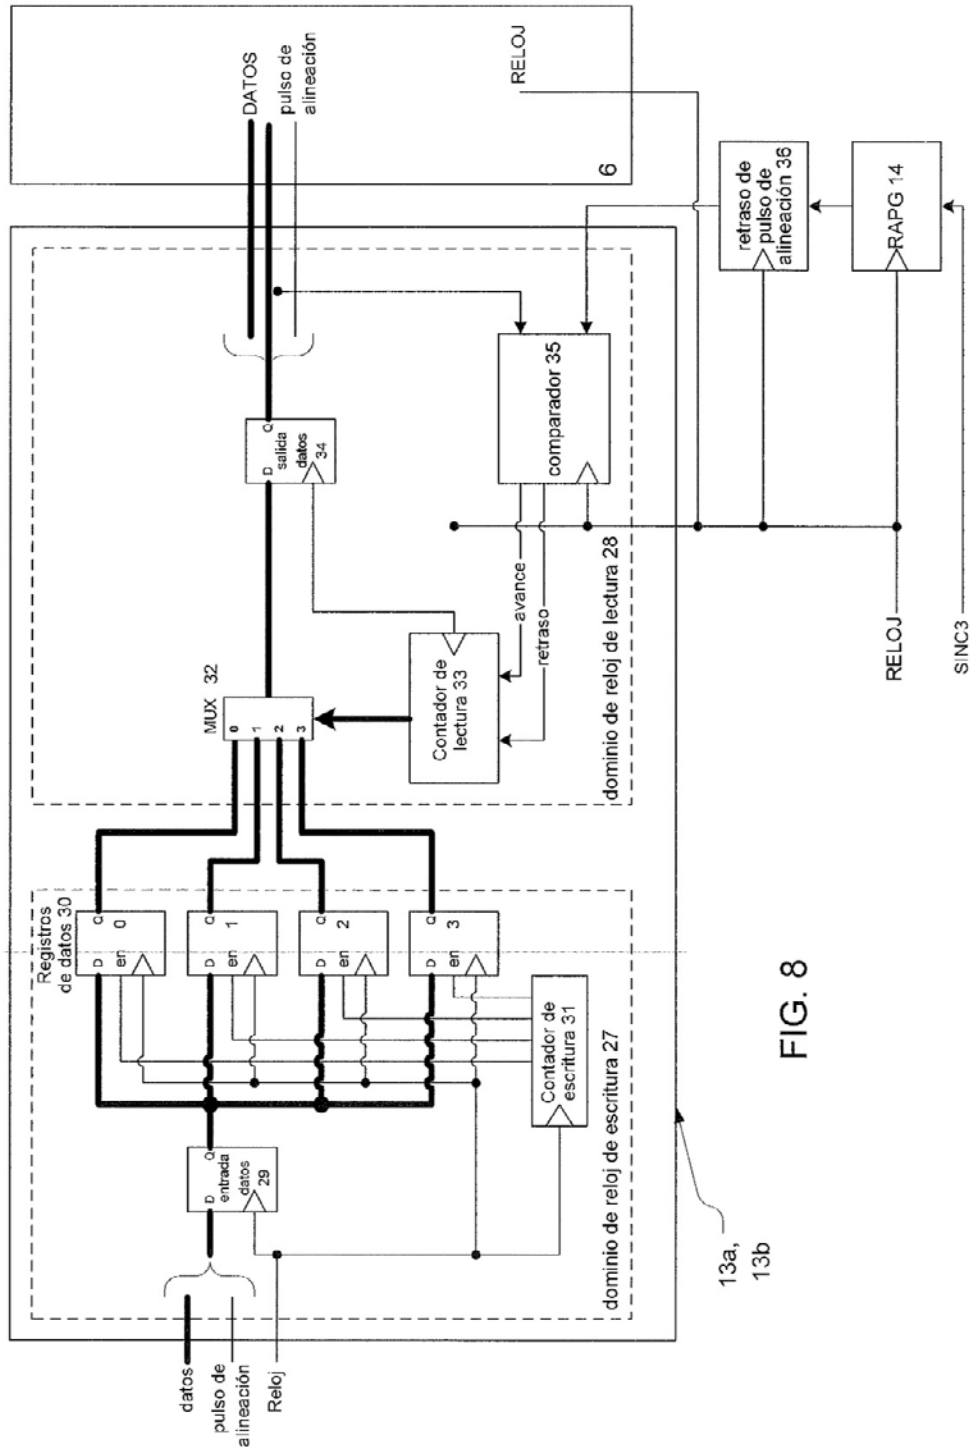 datos
pulso de
alineación
Reloj
D
Q
entrada
datos
29
dominio de reloj de escritura 27
Registros
de datos 30
D
Q
0
en
D
Q
1
en
D
Q
2
en
D
Q
3
en
Contador de
escritura 31
MUX 32
0
1
2
3
Contador de
lectura 33
avance
retraso
D
Q
salida
datos
34
comparador 35
dominio de reloj de lectura 28
DATOS
pulso de
alineación
RELOJ
6
retraso de
pulso de
alineación 36
RAPG 14
RELOJ
SINC3
13a,
13b
FIG. 8